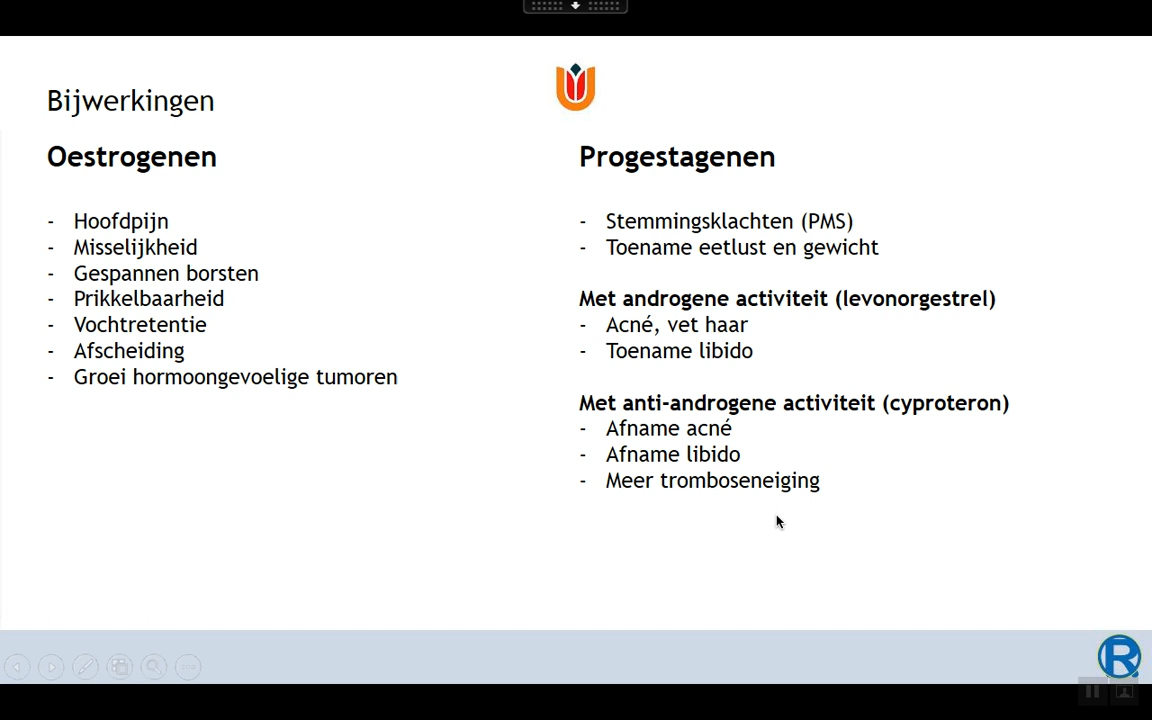 Bijwerkingen
Oestrogenen
- Hoofdpijn
- Misselijkheid
- Gespannen borsten
- Prikkelbaarheid
- Vochtretentie
- Afscheiding
- Groei hormoongevoelige tumoren
Progestagenen
- Stemmingsklachten (PMS)
- Toename eetlust en gewicht
Met androgene activiteit (levonorgestrel)
- Acné, vet haar
- Toename libido
Met anti-androgene activiteit (cyproteron)
- Afname acné
- Afname libido
- Meer tromboseneiging
R